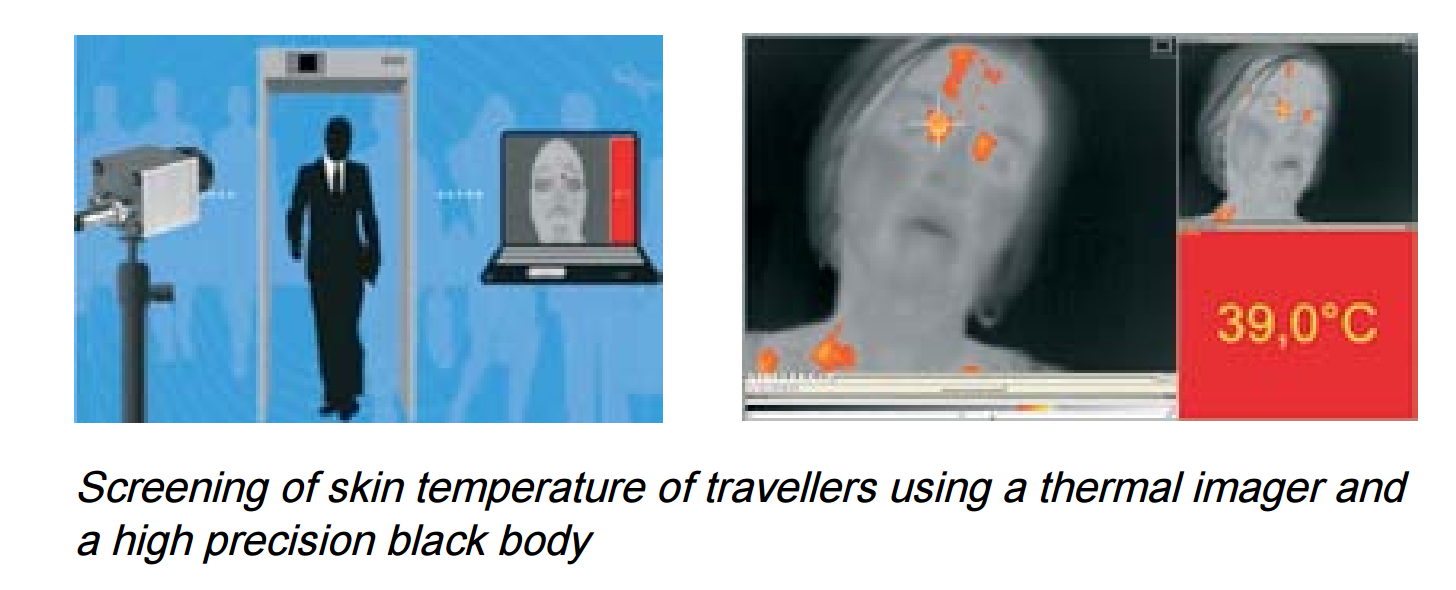 39,0°C
Screening of skin temperature of travellers using a thermal imager and
a high precision black body